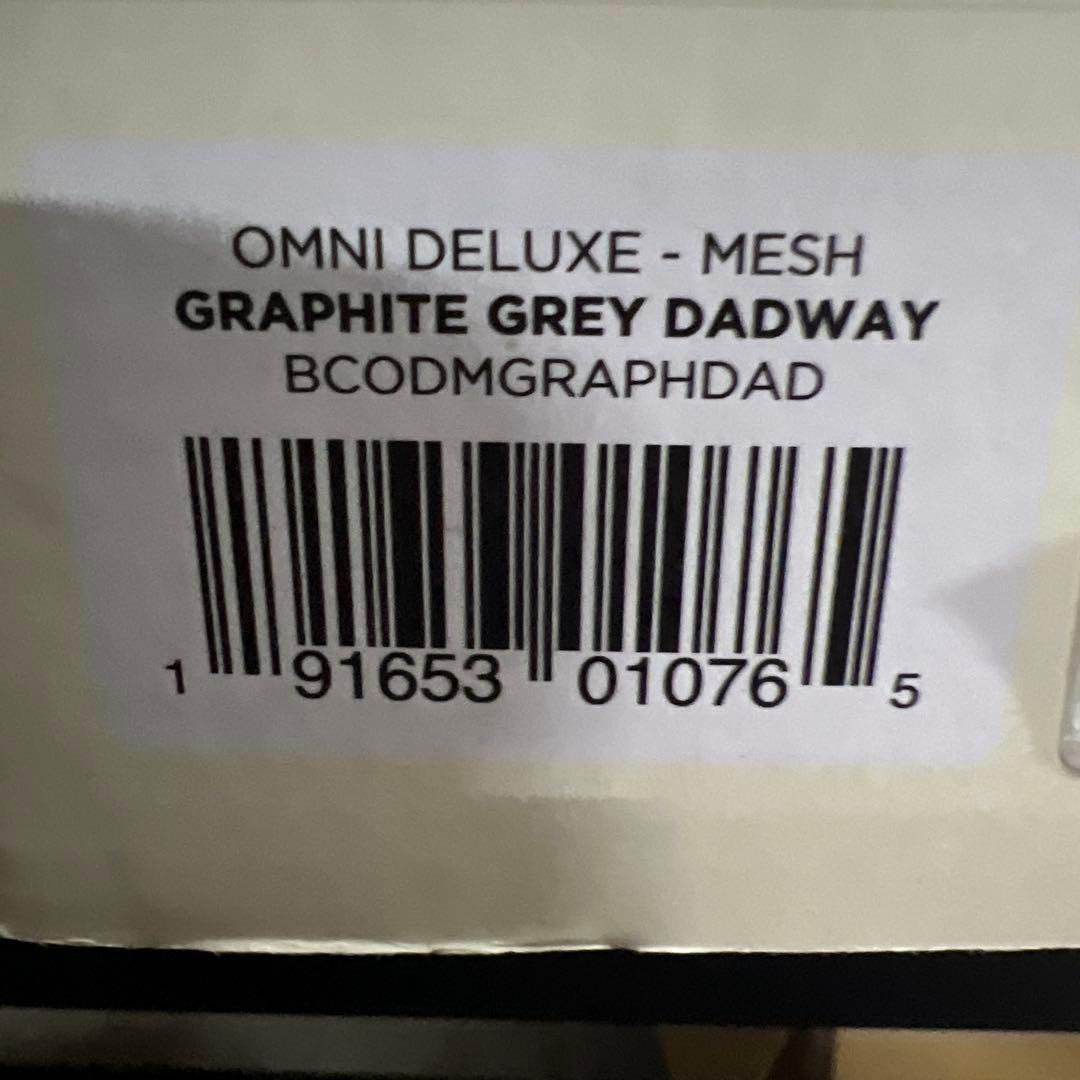 OMNI DELUXE - MESH
GRAPHITE GREY DADWAY
BCODMGRAPHDAD
1 91653 01076 5